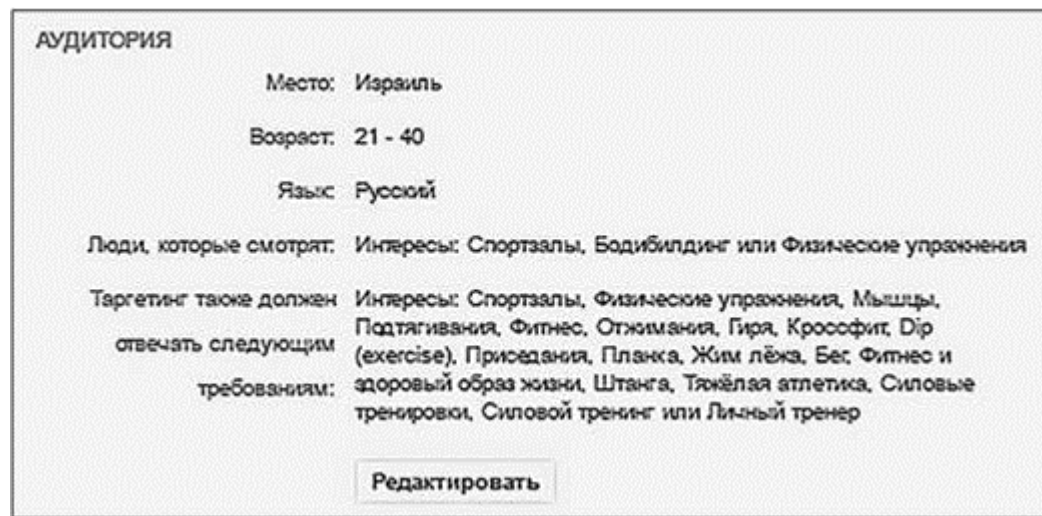 АУДИТОРИЯ
Место: Израиль
Возраст: 21 - 40
Язык: Русский
Люди, которые смотрят: Интересы: Спортзалы, Бодибилдинг или Физические упражнения
Таргетинг также должен Интересы: Спортзалы, Физические упражнения, Мышцы,
отвечать следующим Подтягивания, Фитнес, Отжимания, Гиря, Кроссфит, Dip
требованиям: (exercise), Приседания, Планка, Жим лёжа, Бег, Фитнес и
здоровый образ жизни, Штанга, Тяжёлая атлетика, Силовые
тренировки, Силовой тренинг или Личный тренер
Редактировать